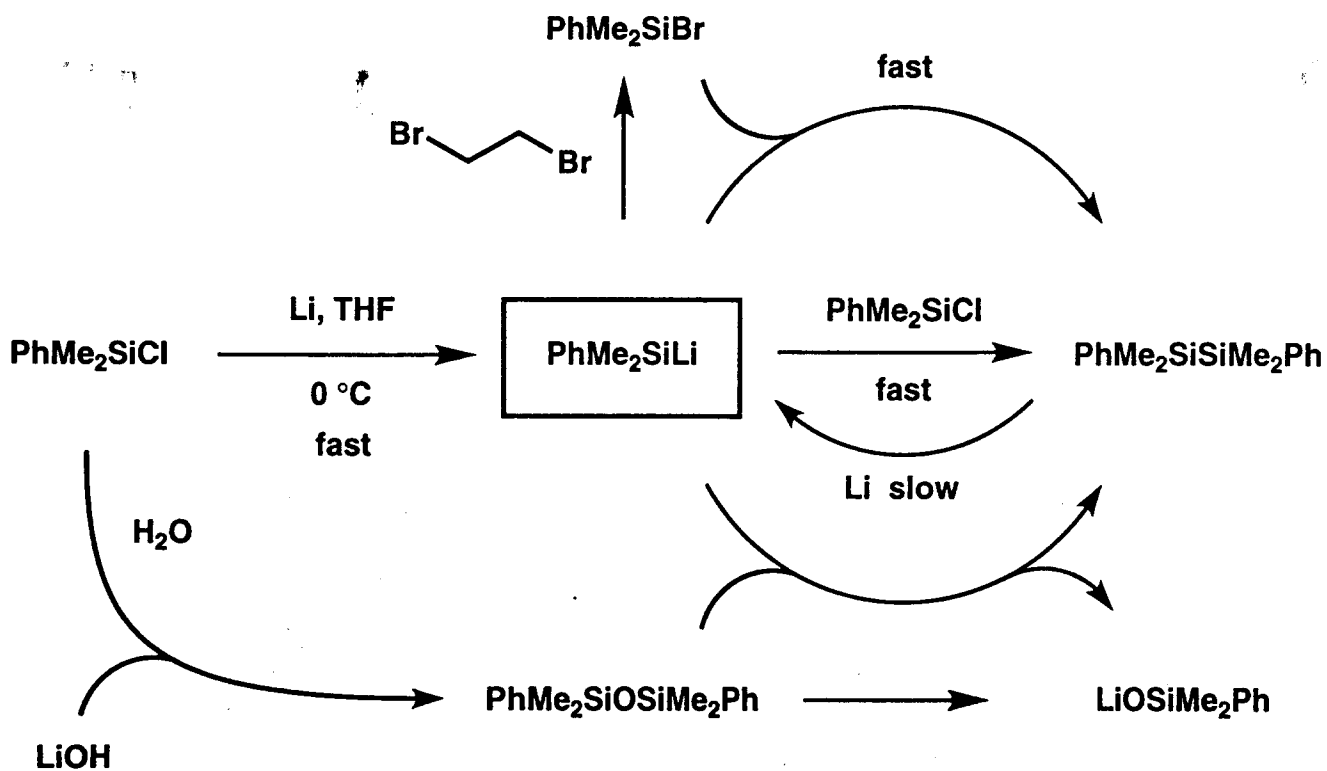 PhMe₂SiBr
fast
Br
Br
Li, THF
PhMe₂SiCl
PhMe₂SiCl
PhMe₂SiLi
PhMe₂SiSiMe₂Ph
0 °C
fast
fast
Li slow
H₂O
PhMe₂SiOSiMe₂Ph
LiOSiMe₂Ph
LiOH